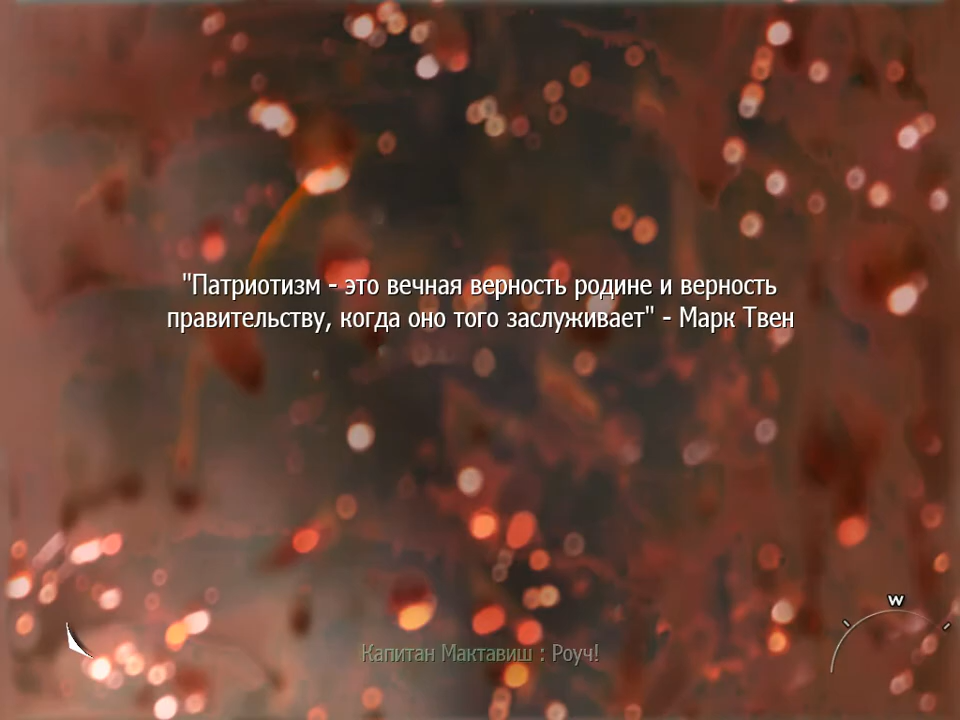 "Патриотизм - это вечная верность родине и верность
правительству, когда оно того заслуживает" - Марк Твен
W
Капитан Мактавиш : Роуч!